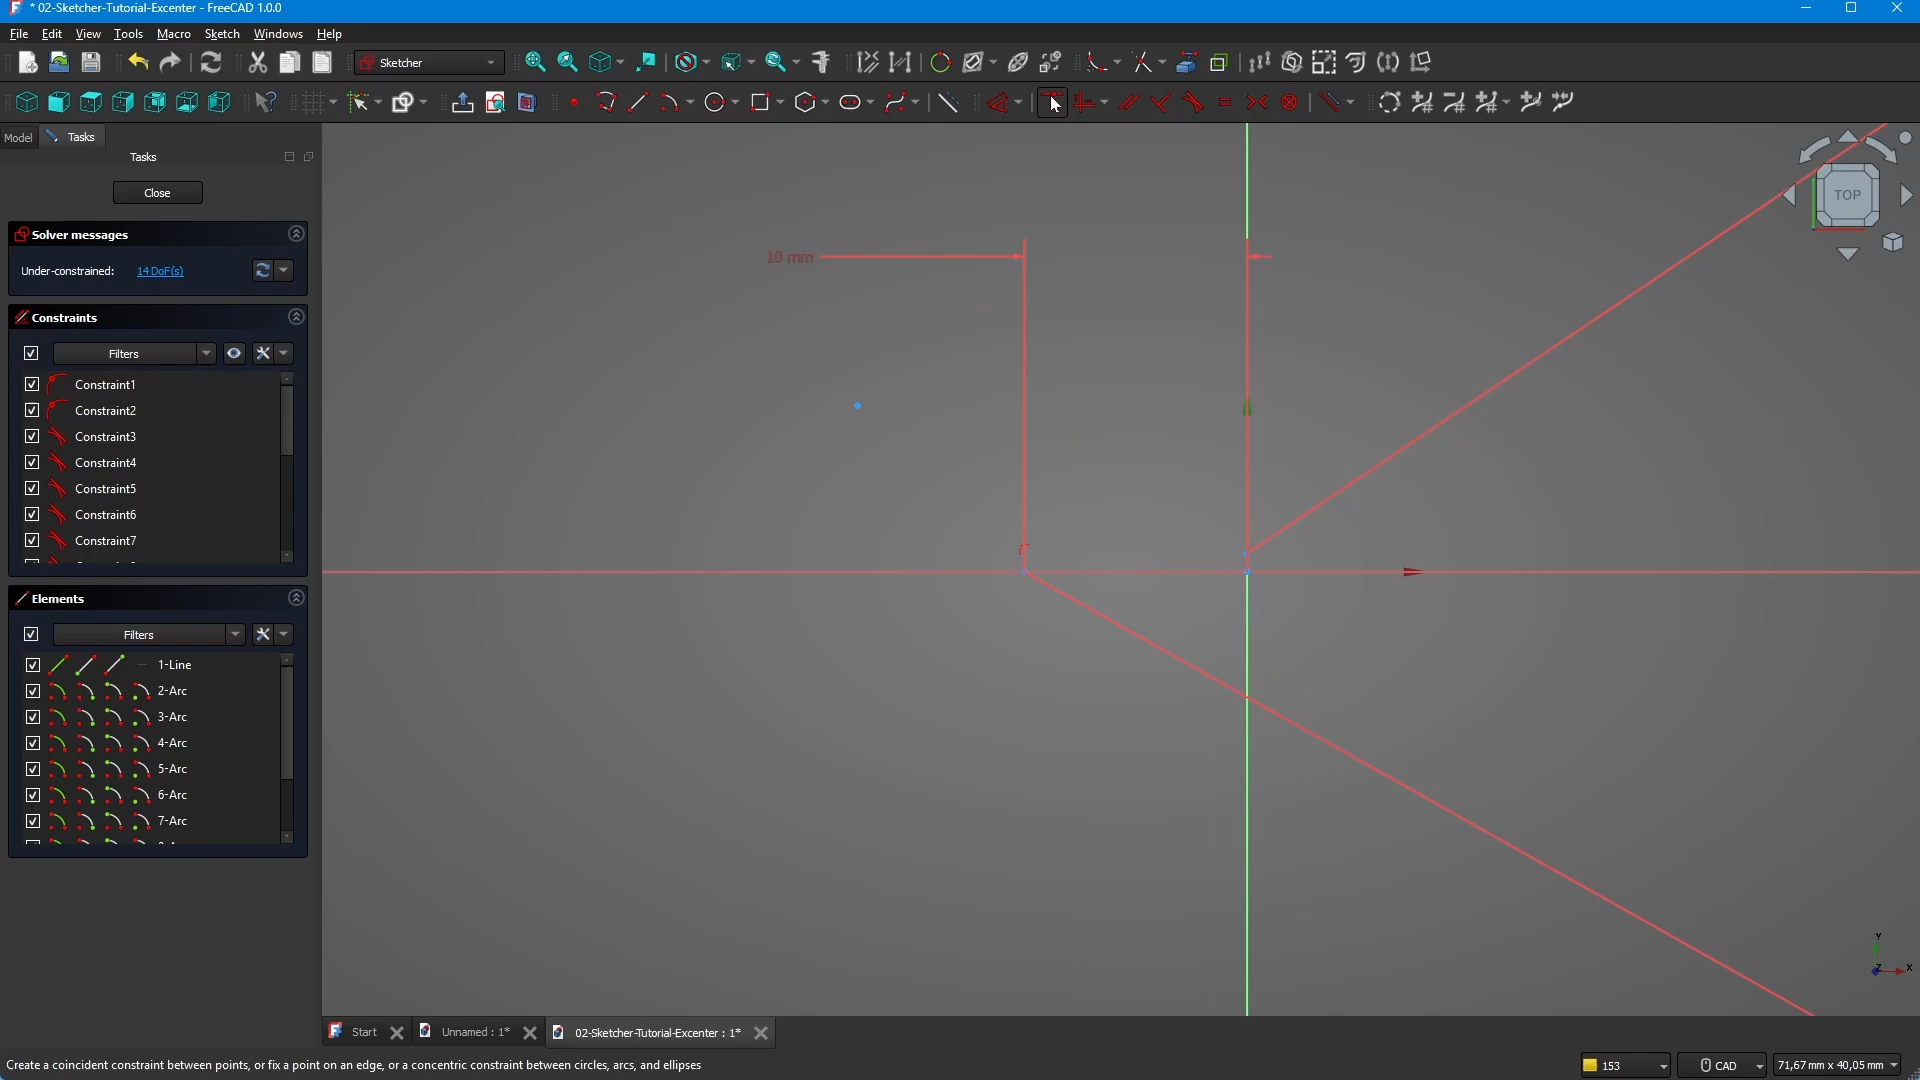 * 02-Sketcher-Tutorial-Excenter - FreeCAD 1.0.0
File Edit View Tools Macro Sketch Windows Help
Sketcher
Model Tasks
Tasks
Close
Solver messages
Under-constrained: 14 DoF(s)
Constraints
Filters
Constraint1
Constraint2
Constraint3
Constraint4
Constraint5
Constraint6
Constraint7
Elements
Filters
1-Line
2-Arc
3-Arc
4-Arc
5-Arc
6-Arc
7-Arc
10 mm
TOP
Y
Z X
Start Unnamed : 1* 02-Sketcher-Tutorial-Excenter : 1*
Create a coincident constraint between points, or fix a point on an edge, or a concentric constraint between circles, arcs, and ellipses
153 CAD 71,67 mm x 40,05 mm